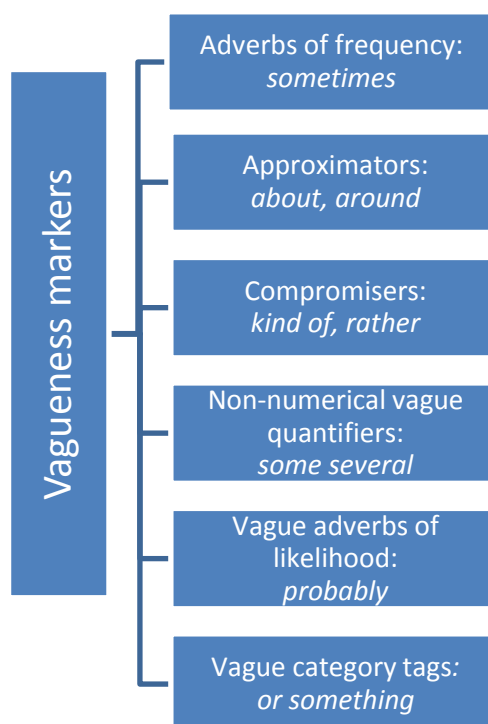 Vagueness markers
Adverbs of frequency:
sometimes
Approximators:
about, around
Compromisers:
kind of, rather
Non-numerical vague
quantifiers:
some several
Vague adverbs of
likelihood:
probably
Vague category tags:
or something